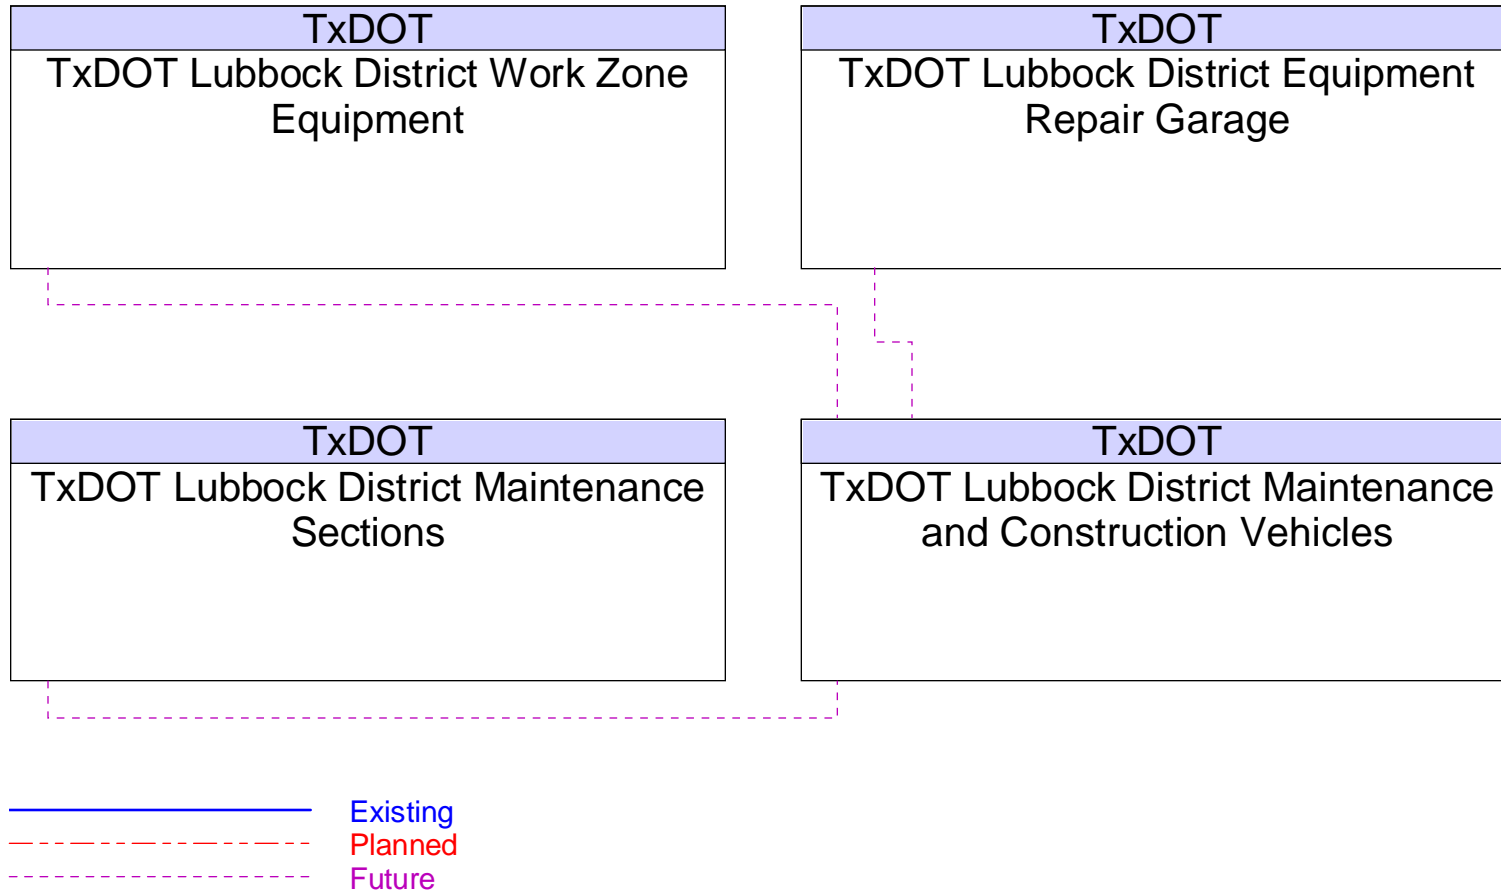 TxDOT
TxDOT Lubbock District Work Zone
Equipment
TxDOT
TxDOT Lubbock District Equipment
Repair Garage
TxDOT
TxDOT Lubbock District Maintenance
Sections
TxDOT
TxDOT Lubbock District Maintenance
and Construction Vehicles
Existing
Planned
Future